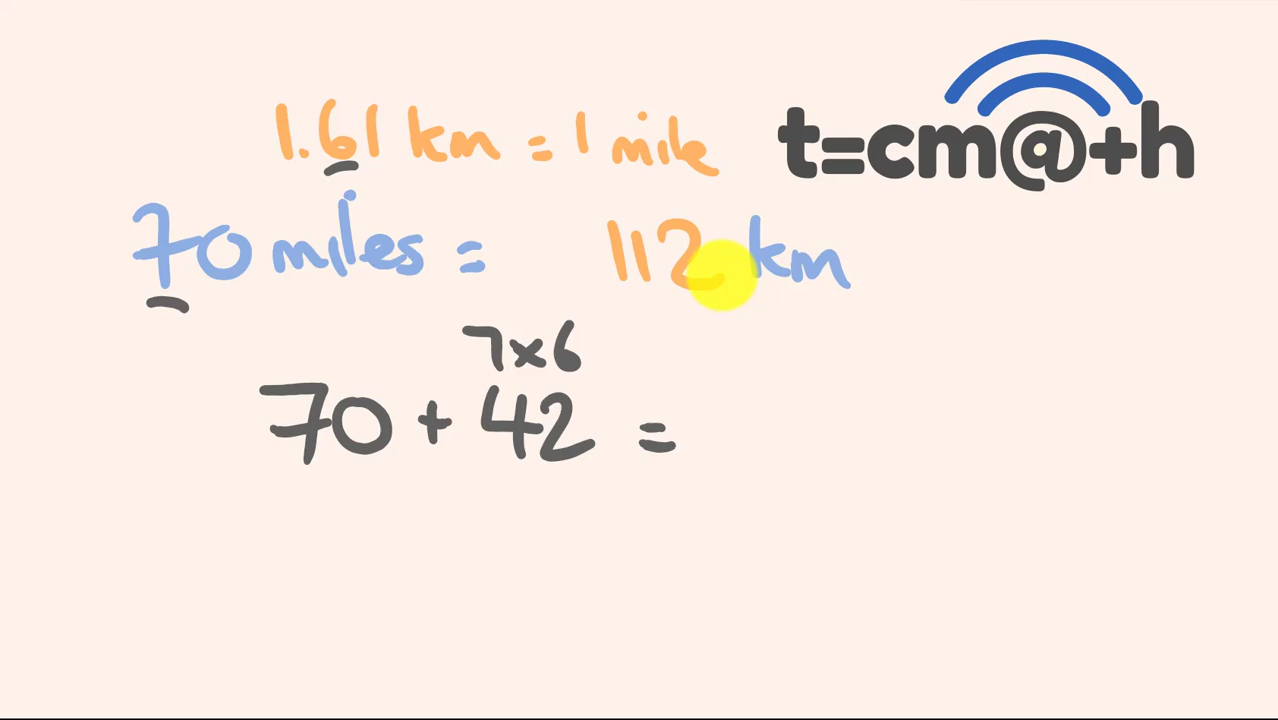 1.61 km = 1 mile
t=cm@+h
70 miles = 112 km
7x6
70 + 42 =